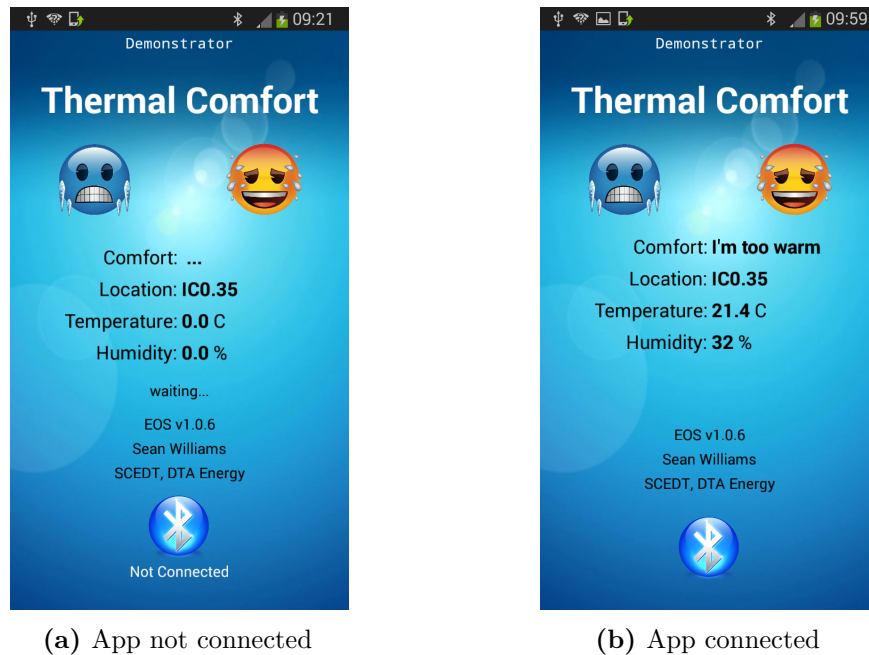 09:21
Demonstrator
Thermal Comfort
Comfort: ...
Location: IC0.35
Temperature: 0.0 C
Humidity: 0.0 %
waiting...
EOS v1.0.6
Sean Williams
SCEDT, DTA Energy
Not Connected
(a) App not connected
09:59
Demonstrator
Thermal Comfort
Comfort: I'm too warm
Location: IC0.35
Temperature: 21.4 C
Humidity: 32 %
EOS v1.0.6
Sean Williams
SCEDT, DTA Energy
(b) App connected